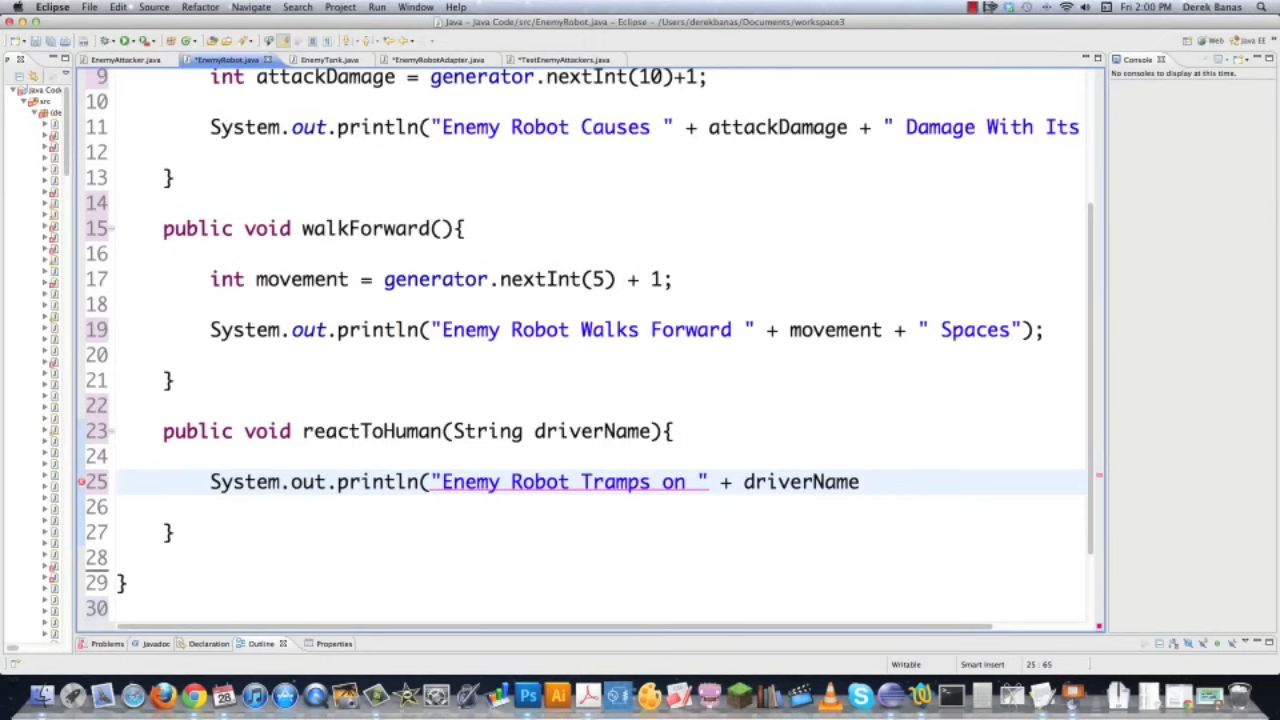 Eclipse File Edit Source Refactor Navigate Search Project Run Window Help Fri 2:00 PM Derek Banas
Java - Java Code/src/EnemyRobot.java - Eclipse - /Users/derekbanas/Documents/workspace3
Web Java EE
EnemyAttacker.java *EnemyRobot.java EnemyTank.java *EnemyRobotAdapter.java *TestEnemyAttackers.java Console
No consoles to display at this time.
Java Cod
src
(de
9 int attackDamage = generator.nextInt(10)+1;
10
11 System.out.println("Enemy Robot Causes " + attackDamage + " Damage With Its
12
13 }
14
15 public void walkForward(){
16
17 int movement = generator.nextInt(5) + 1;
18
19 System.out.println("Enemy Robot Walks Forward " + movement + " Spaces");
20
21 }
22
23 public void reactToHuman(String driverName){
24
25 System.out.println("Enemy Robot Tramps on " + driverName
26
27 }
28
29 }
30
Problems Javadoc Declaration Outline Properties
Writable Smart Insert 25 : 65
28 Ps Ai